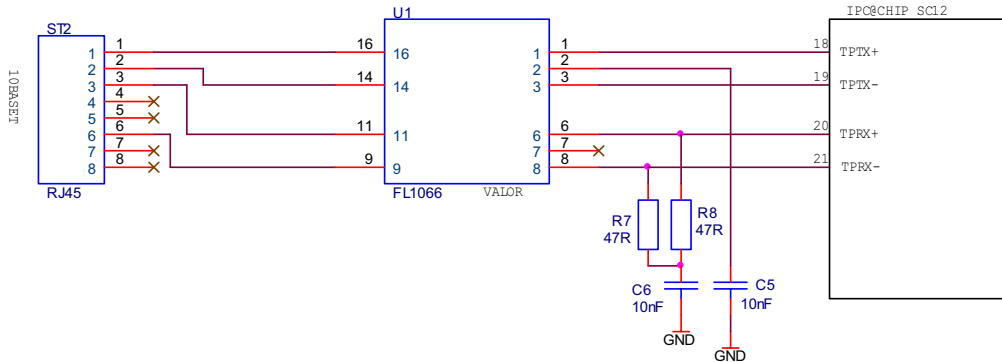 IPC@CHIP SC12
ST2
U1
10BASET
1 1
2 2
3 3
4 4
5 5
6 6
7 7
8 8
RJ45
16 16
14 14
11 11
9 9
1 1
2 2
3 3
6 6
7 7
8 8
FL1066
VALOR
18 TPTX+
19 TPTX-
20 TPRX+
21 TPRX-
R7
47R
R8
47R
C6
10nF
C5
10nF
GND
GND